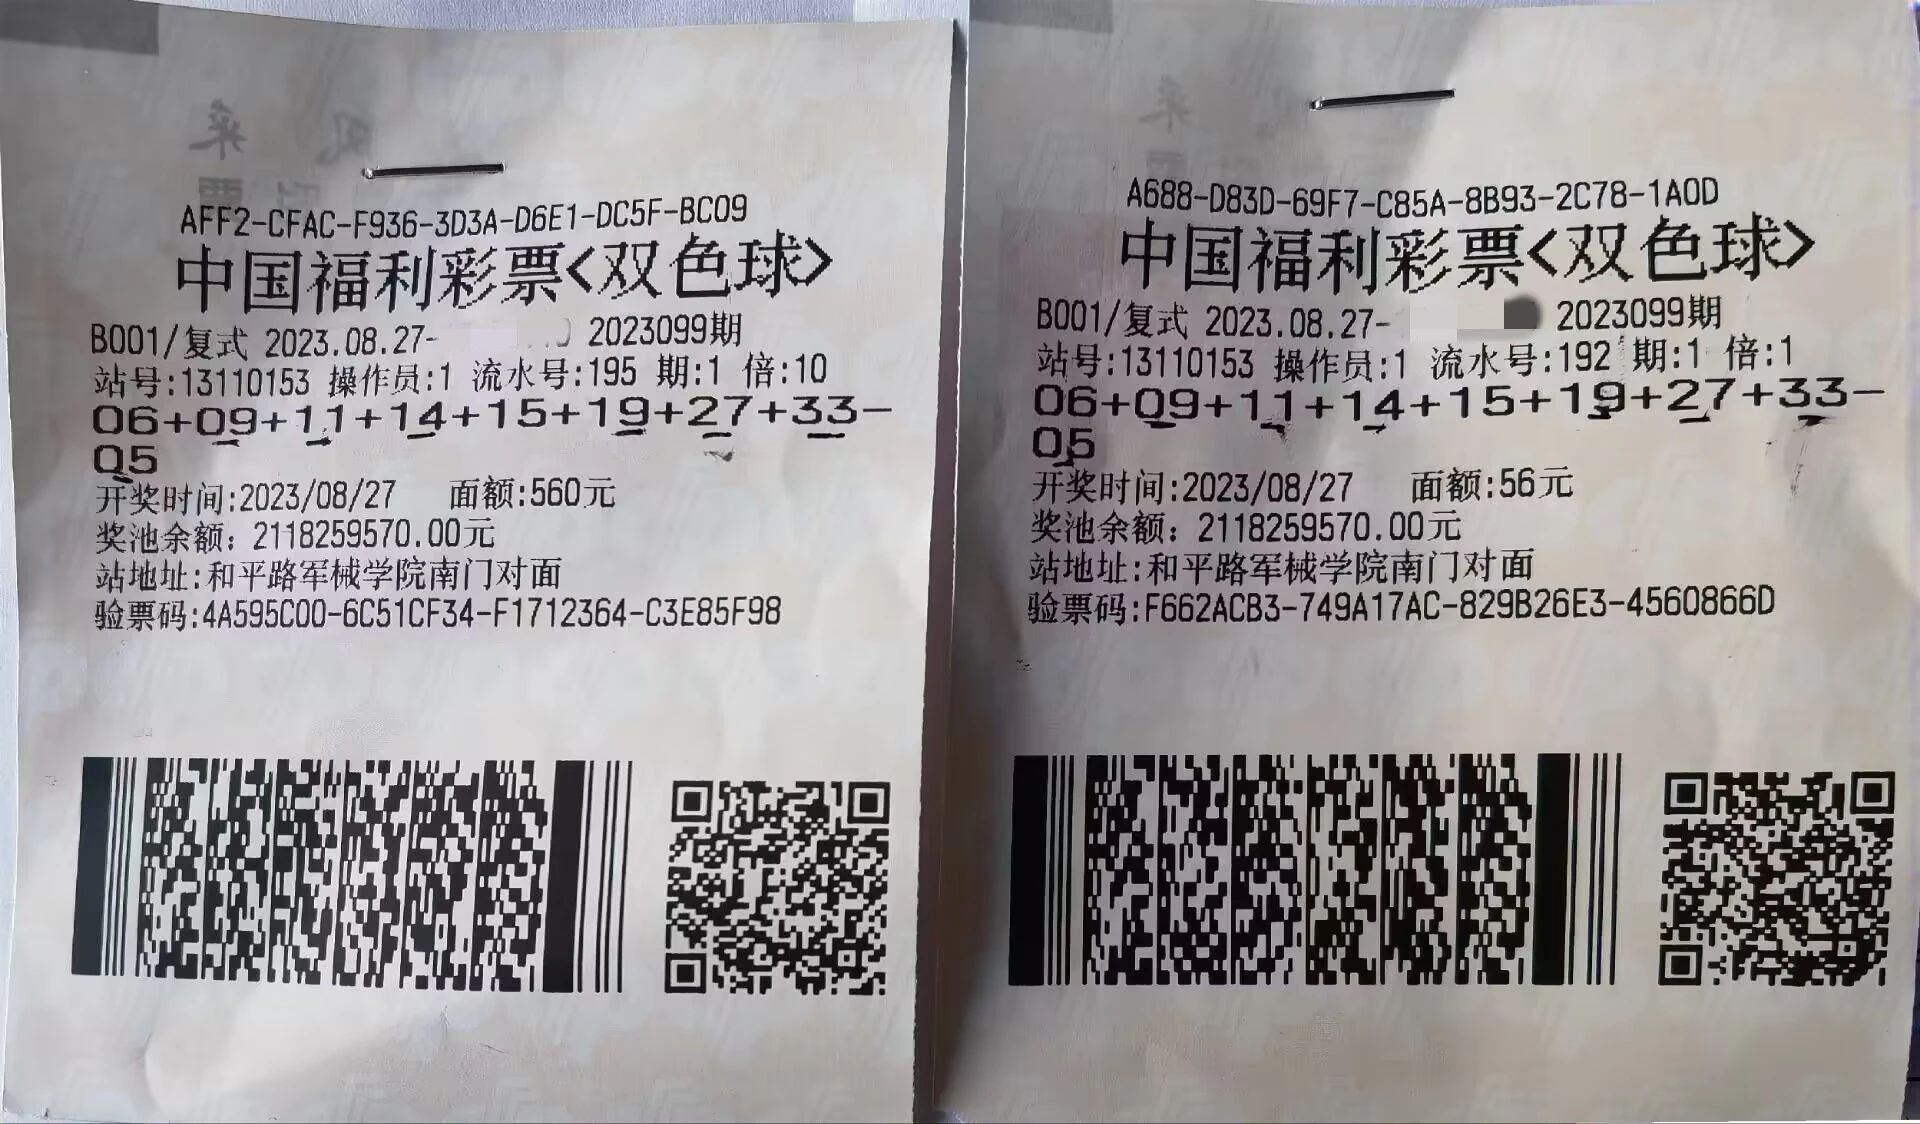 AFF2-CFAC-F936-3D3A-D6E1-DC5F-BC09
中国福利彩票<双色球>
B001/复式 2023.08.27- 2023099期
站号:13110153 操作员:1 流水号:195 期:1 倍:10
06+09+11+14+15+19+27+33-
05
开奖时间:2023/08/27 面额:560元
奖池余额: 2118259570.00元
站地址:和平路军械学院南门对面
验票码:4A595C00-6C51CF34-F1712364-C3E85F98
A688-D83D-69F7-C85A-8B93-2C78-1A0D
中国福利彩票<双色球>
B001/复式 2023.08.27- 2023099期
站号:13110153 操作员:1 流水号:192 期:1 倍:1
06+09+11+14+15+19+27+33-
05
开奖时间:2023/08/27 面额:56元
奖池余额: 2118259570.00元
站地址:和平路军械学院南门对面
验票码:F662ACB3-749A17AC-829B26E3-4560866D